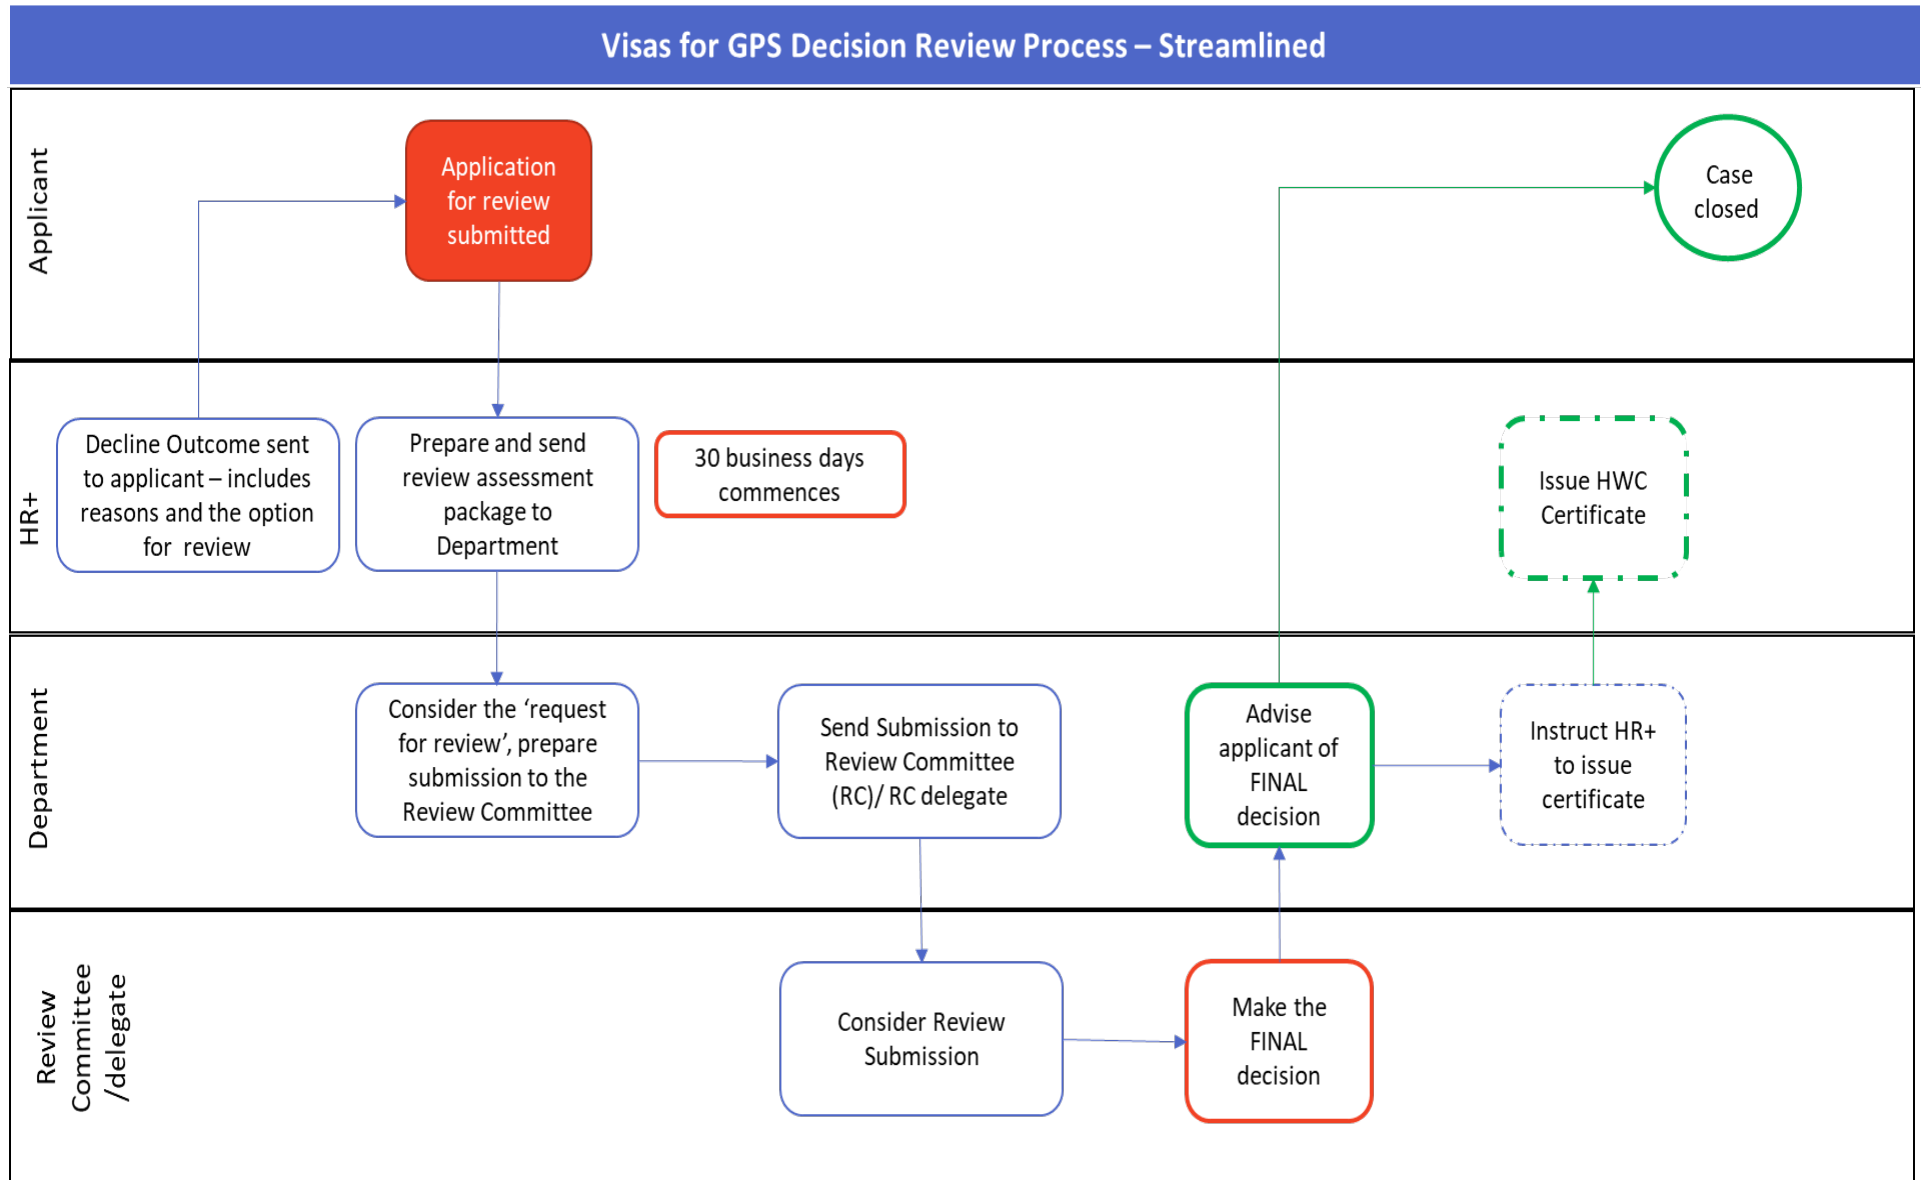 Visas for GPS Decision Review Process – Streamlined
Applicant
Application
for review
submitted
Case
closed
HR+
Decline Outcome sent
to applicant – includes
reasons and the option
for review
Prepare and send
review assessment
package to
Department
30 business days
commences
Issue HWC
Certificate
Department
Consider the ‘request
for review’, prepare
submission to the
Review Committee
Send Submission to
Review Committee
(RC)/ RC delegate
Advise
applicant of
FINAL
decision
Instruct HR+
to issue
certificate
Review
Committee
/delegate
Consider Review
Submission
Make the
FINAL
decision